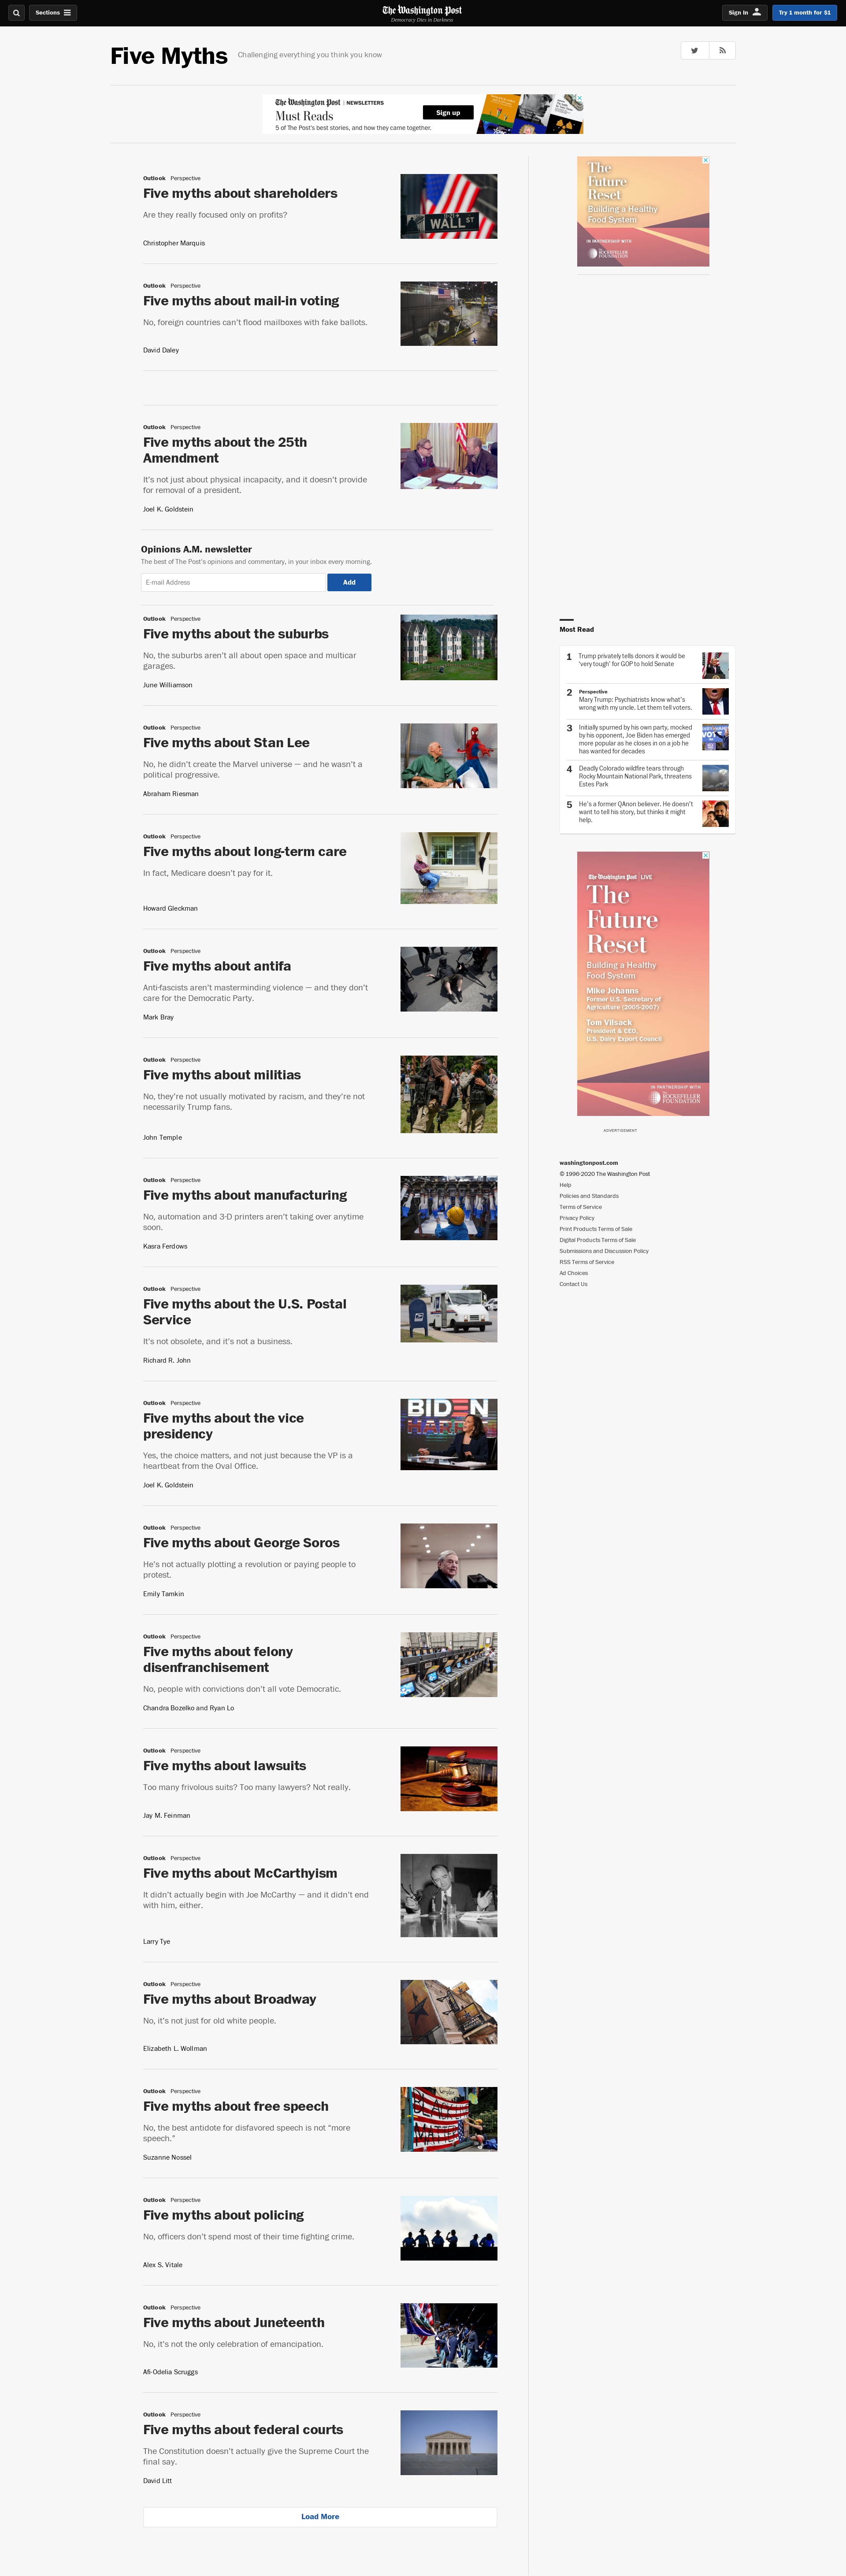 Sections
The Washington Post
Democracy Dies in Darkness
Sign In
Try 1 month for $1
Five Myths
Challenging everything you think you know
The Washington Post | NEWSLETTERS
Must Reads
5 of The Post's best stories, and how they came together.
Sign up
Outlook Perspective
Five myths about shareholders
Are they really focused only on profits?
Christopher Marquis
WALL ST
Outlook Perspective
Five myths about mail-in voting
No, foreign countries can't flood mailboxes with fake ballots.
David Daley
Outlook Perspective
Five myths about the 25th
Amendment
It's not just about physical incapacity, and it doesn't provide
for removal of a president.
Joel K. Goldstein
Opinions A.M. newsletter
The best of The Post's opinions and commentary, in your inbox every morning.
E-mail Address
Add
Outlook Perspective
Five myths about the suburbs
No, the suburbs aren't all about open space and multicar
garages.
June Williamson
Outlook Perspective
Five myths about Stan Lee
No, he didn't create the Marvel universe — and he wasn't a
political progressive.
Abraham Riesman
Outlook Perspective
Five myths about long-term care
In fact, Medicare doesn't pay for it.
Howard Gleckman
Outlook Perspective
Five myths about antifa
Anti-fascists aren't masterminding violence — and they don't
care for the Democratic Party.
Mark Bray
Outlook Perspective
Five myths about militias
No, they're not usually motivated by racism, and they're not
necessarily Trump fans.
John Temple
Outlook Perspective
Five myths about manufacturing
No, automation and 3-D printers aren't taking over anytime
soon.
Kasra Ferdows
Outlook Perspective
Five myths about the U.S. Postal
Service
It's not obsolete, and it's not a business.
Richard R. John
Outlook Perspective
Five myths about the vice
presidency
Yes, the choice matters, and not just because the VP is a
heartbeat from the Oval Office.
Joel K. Goldstein
BIDEN
Outlook Perspective
Five myths about George Soros
He's not actually plotting a revolution or paying people to
protest.
Emily Tamkin
Outlook Perspective
Five myths about felony
disenfranchisement
No, people with convictions don't all vote Democratic.
Chandra Bozelko and Ryan Lo
Outlook Perspective
Five myths about lawsuits
Too many frivolous suits? Too many lawyers? Not really.
Jay M. Feinman
Outlook Perspective
Five myths about McCarthyism
It didn't actually begin with Joe McCarthy — and it didn't end
with him, either.
Larry Tye
Outlook Perspective
Five myths about Broadway
No, it's not just for old white people.
Elizabeth L. Wollman
Outlook Perspective
Five myths about free speech
No, the best antidote for disfavored speech is not "more
speech."
Suzanne Nossel
Outlook Perspective
Five myths about policing
No, officers don't spend most of their time fighting crime.
Alex S. Vitale
Outlook Perspective
Five myths about Juneteenth
No, it's not the only celebration of emancipation.
Afi-Odelia Scruggs
Outlook Perspective
Five myths about federal courts
The Constitution doesn't actually give the Supreme Court the
final say.
David Litt
Load More
The
Future
Reset
Building a Healthy
Food System
IN PARTNERSHIP WITH
ROCKEFELLER
FOUNDATION
Most Read
1 Trump privately tells donors it would be
'very tough' for GOP to hold Senate
2 Perspective
Mary Trump: Psychiatrists know what's
wrong with my uncle. Let them tell voters.
3 Initially spurned by his own party, mocked
by his opponent, Joe Biden has emerged
more popular as he closes in on a job he
has wanted for decades
4 Deadly Colorado wildfire tears through
Rocky Mountain National Park, threatens
Estes Park
5 He's a former QAnon believer. He doesn't
want to tell his story, but thinks it might
help.
The Washington Post | LIVE
The
Future
Reset
Building a Healthy
Food System
Mike Johanns
Former U.S. Secretary of
Agriculture (2005-2007)
Tom Vilsack
President & CEO,
U.S. Dairy Export Council
IN PARTNERSHIP WITH
ROCKEFELLER
FOUNDATION
ADVERTISEMENT
washingtonpost.com
© 1996-2020 The Washington Post
Help
Policies and Standards
Terms of Service
Privacy Policy
Print Products Terms of Sale
Digital Products Terms of Sale
Submissions and Discussion Policy
RSS Terms of Service
Ad Choices
Contact Us